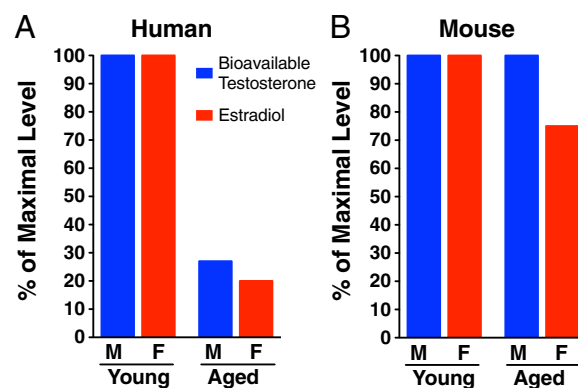 A
Human
% of Maximal Level
100
90
80
70
60
50
40
30
20
10
0
Bioavailable
Testosterone
Estradiol
M F M F
Young Aged
B
Mouse
% of Maximal Level
100
90
80
70
60
50
40
30
20
10
0
M F M F
Young Aged